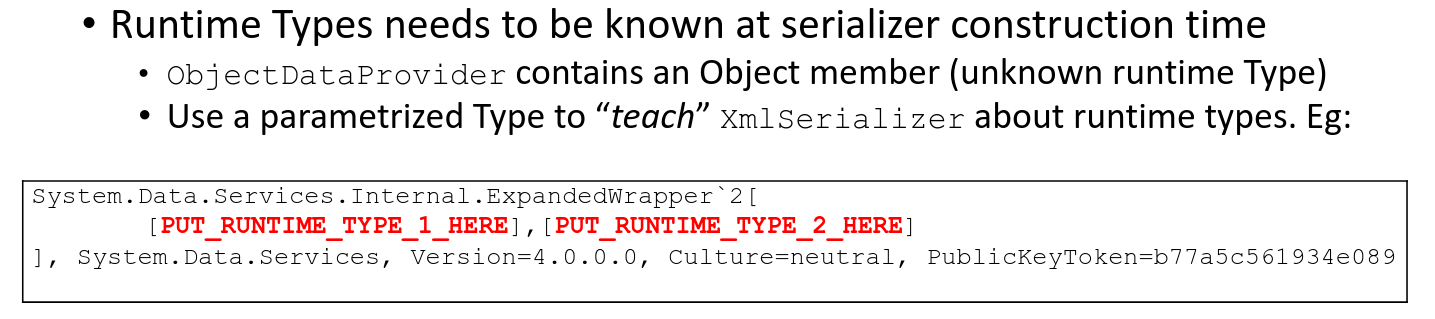 • Runtime Types needs to be known at serializer construction time
• ObjectDataProvider contains an Object member (unknown runtime Type)
• Use a parametrized Type to “teach” XmlSerializer about runtime types. Eg:
System.Data.Services.Internal.ExpandedWrapper`2[
[PUT_RUNTIME_TYPE_1_HERE],[PUT_RUNTIME_TYPE_2_HERE]
], System.Data.Services, Version=4.0.0.0, Culture=neutral, PublicKeyToken=b77a5c561934e089